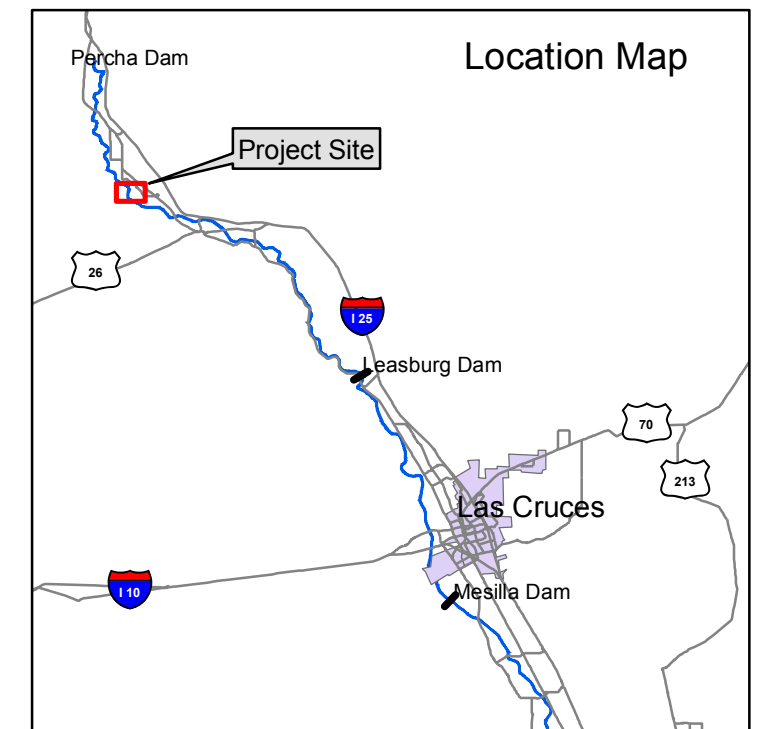 Location Map
Percha Dam
Project Site
26
I 25
Leasburg Dam
70
213
Las Cruces
I 10
Mesilla Dam